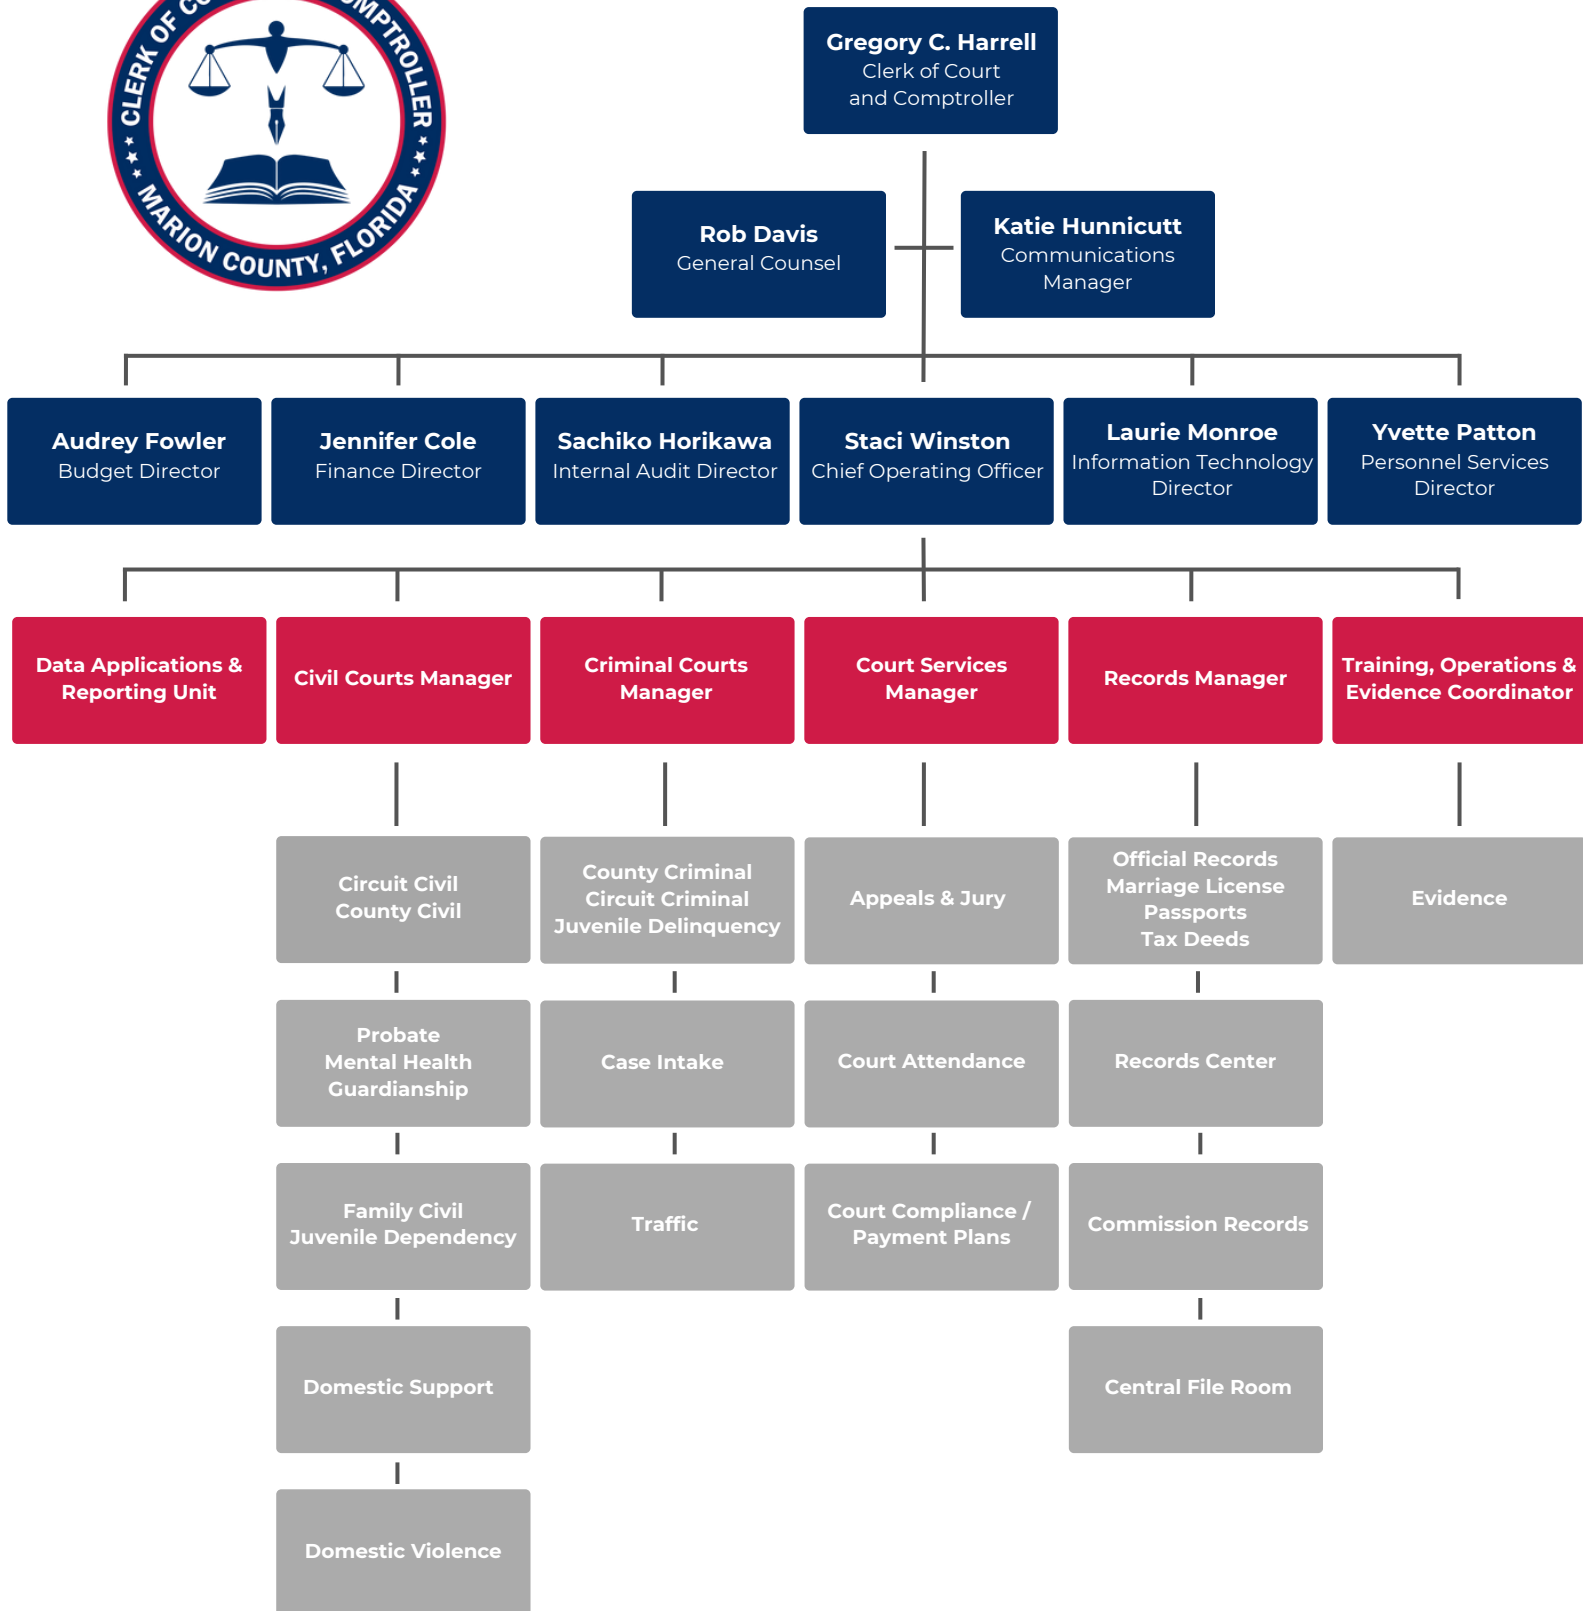 CLERK OF CO
OMPTROLLER
MARION COUNTY, FLORIDA
Gregory C. Harrell
Clerk of Court
and Comptroller
Rob Davis
General Counsel
Katie Hunnicutt
Communications
Manager
Audrey Fowler
Budget Director
Jennifer Cole
Finance Director
Sachiko Horikawa
Internal Audit Director
Staci Winston
Chief Operating Officer
Laurie Monroe
Information Technology
Director
Yvette Patton
Personnel Services
Director
Data Applications &
Reporting Unit
Civil Courts Manager
Criminal Courts
Manager
Court Services
Manager
Records Manager
Training, Operations &
Evidence Coordinator
Circuit Civil
County Civil
County Criminal
Circuit Criminal
Juvenile Delinquency
Appeals & Jury
Official Records
Marriage License
Passports
Tax Deeds
Evidence
Probate
Mental Health
Guardianship
Case Intake
Court Attendance
Records Center
Family Civil
Juvenile Dependency
Traffic
Court Compliance /
Payment Plans
Commission Records
Domestic Support
Central File Room
Domestic Violence